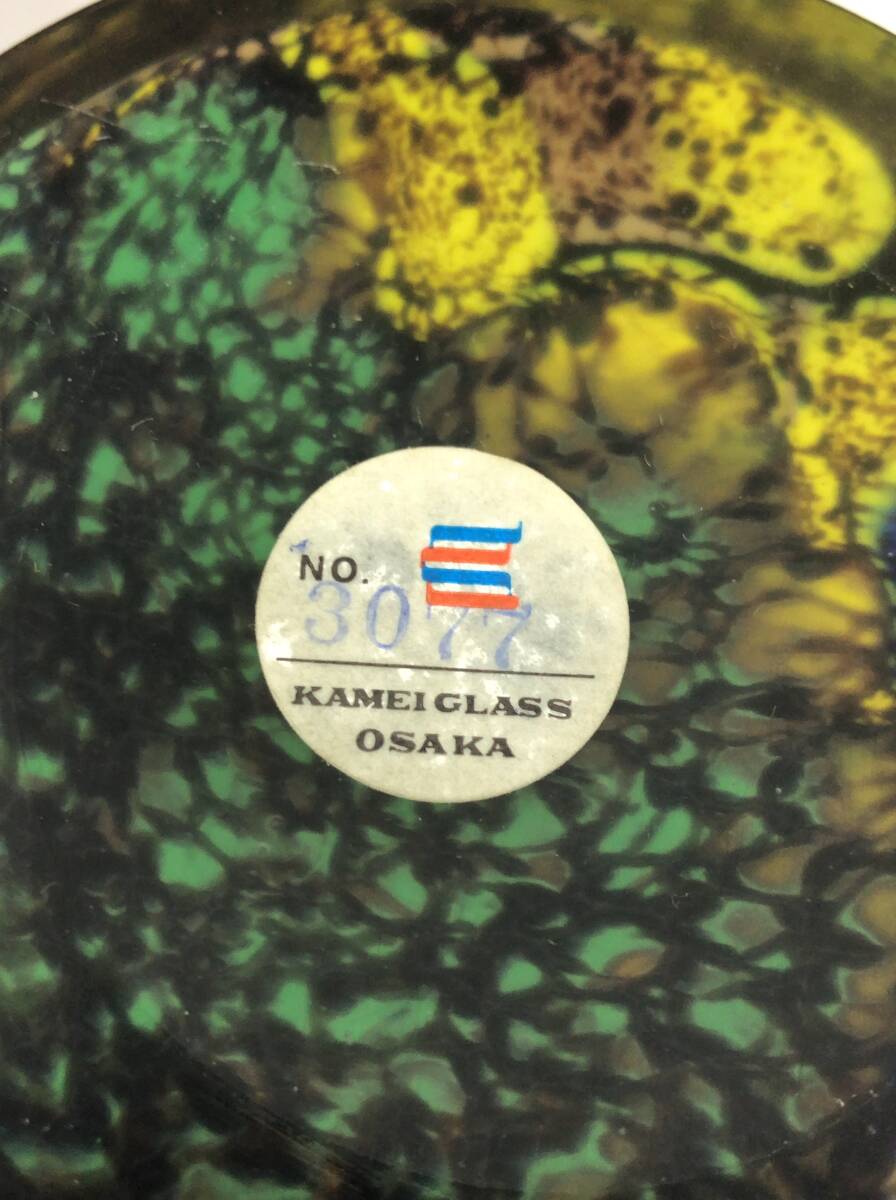 NO.
3077
KAMEI GLASS
OSAKA